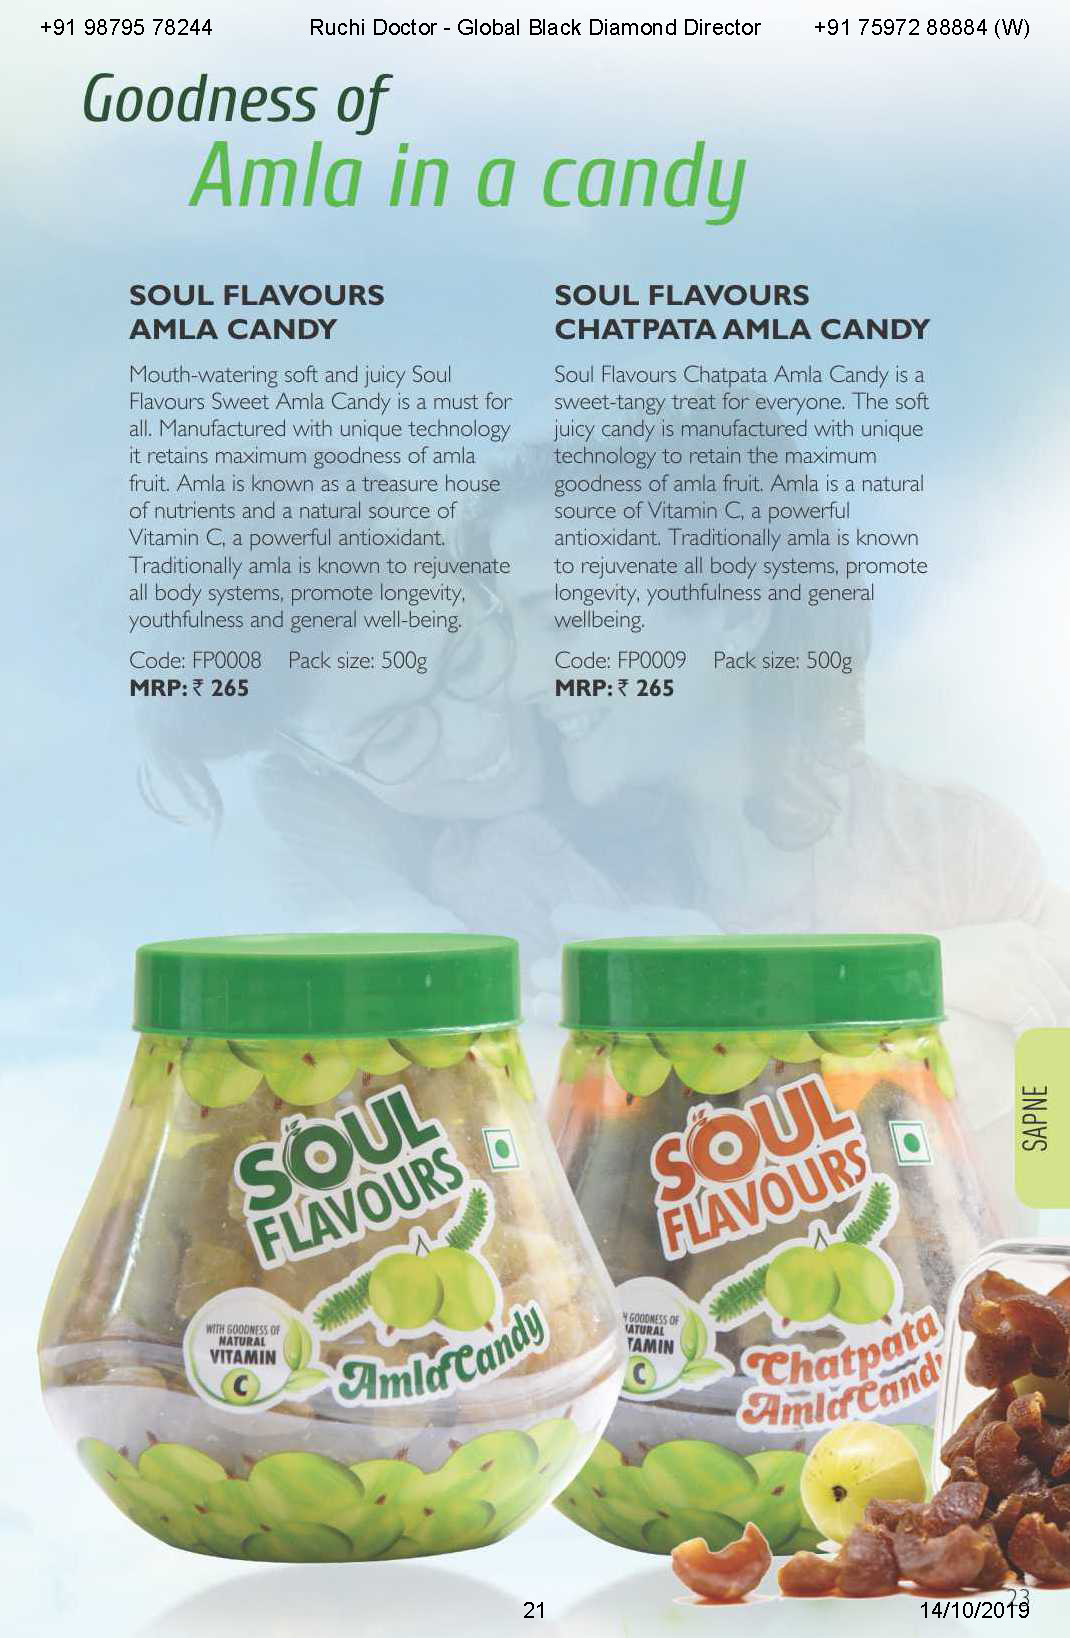 +91 98795 78244 Ruchi Doctor - Global Black Diamond Director +91 75972 88884 (W)
Goodness of
Amla in a candy
SOUL FLAVOURS
AMLA CANDY
Mouth-watering soft and juicy Soul
Flavours Sweet Amla Candy is a must for
all. Manufactured with unique technology
it retains maximum goodness of amla
fruit. Amla is known as a treasure house
of nutrients and a natural source of
Vitamin C, a powerful antioxidant.
Traditionally amla is known to rejuvenate
all body systems, promote longevity,
youthfulness and general well-being.
Code: FP0008 Pack size: 500g
MRP: ₹ 265
SOUL FLAVOURS
CHATPATA AMLA CANDY
Soul Flavours Chatpata Amla Candy is a
sweet-tangy treat for everyone. The soft
juicy candy is manufactured with unique
technology to retain the maximum
goodness of amla fruit. Amla is a natural
source of Vitamin C, a powerful
antioxidant. Traditionally amla is known
to rejuvenate all body systems, promote
longevity, youthfulness and general
wellbeing.
Code: FP0009 Pack size: 500g
MRP: ₹ 265
SAPNE
SOUL
FLAVOURS
WITH GOODNESS OF
NATURAL
VITAMIN
C
Amla Candy
SOUL
FLAVOURS
H GOODNESS OF
NATURAL
TAMIN
C
Chatpata
Amla Candy
23
21 14/10/2019